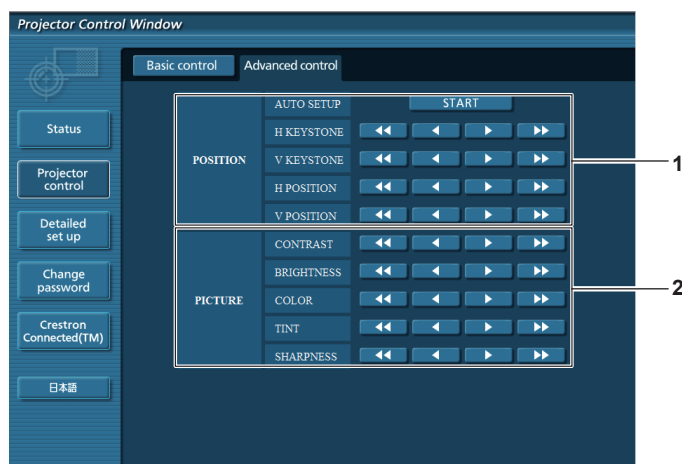 Projector Control Window
Basic control
Advanced control
Status
Projector
control
Detailed
set up
Change
password
Crestron
Connected(TM)
日本語
POSITION
AUTO SETUP
START
H KEYSTONE
V KEYSTONE
H POSITION
V POSITION
1
PICTURE
CONTRAST
BRIGHTNESS
COLOR
TINT
SHARPNESS
2